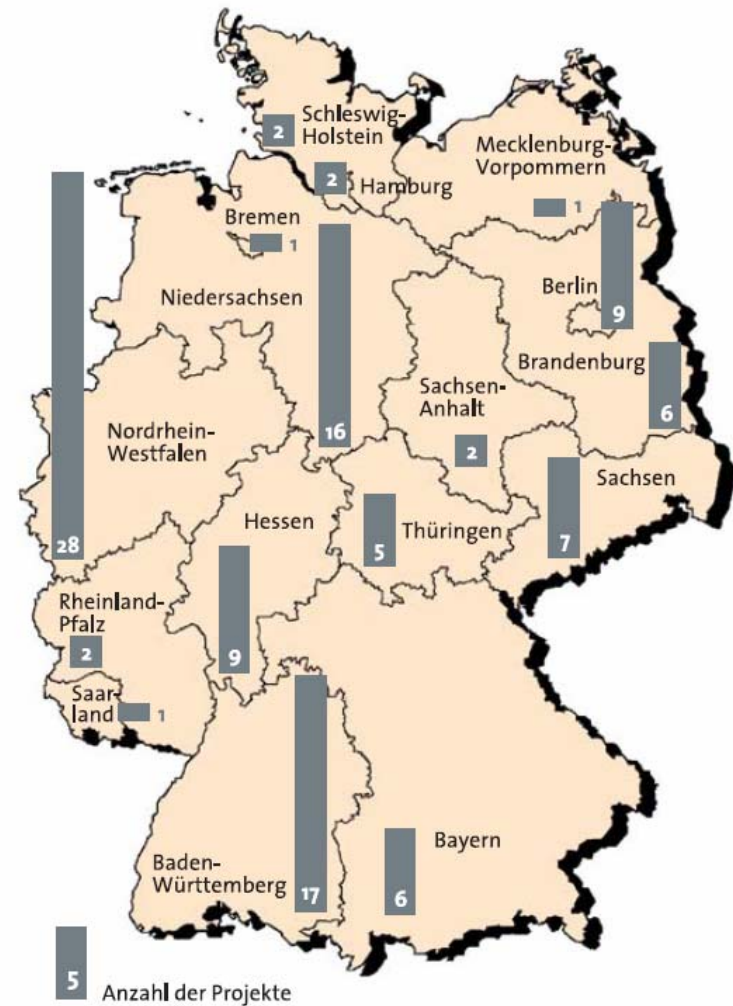 Schleswig-
Holstein
2
Mecklenburg-
Vorpommern
2
Hamburg
1
Bremen
1
Berlin
9
Niedersachsen
16
Brandenburg
6
Sachsen-
Anhalt
2
Nordrhein-
Westfalen
28
Sachsen
7
Hessen
9
Thüringen
5
Rheinland-
Pfalz
2
Saar-
land
1
Bayern
6
Baden-
Württemberg
17
5
Anzahl der Projekte